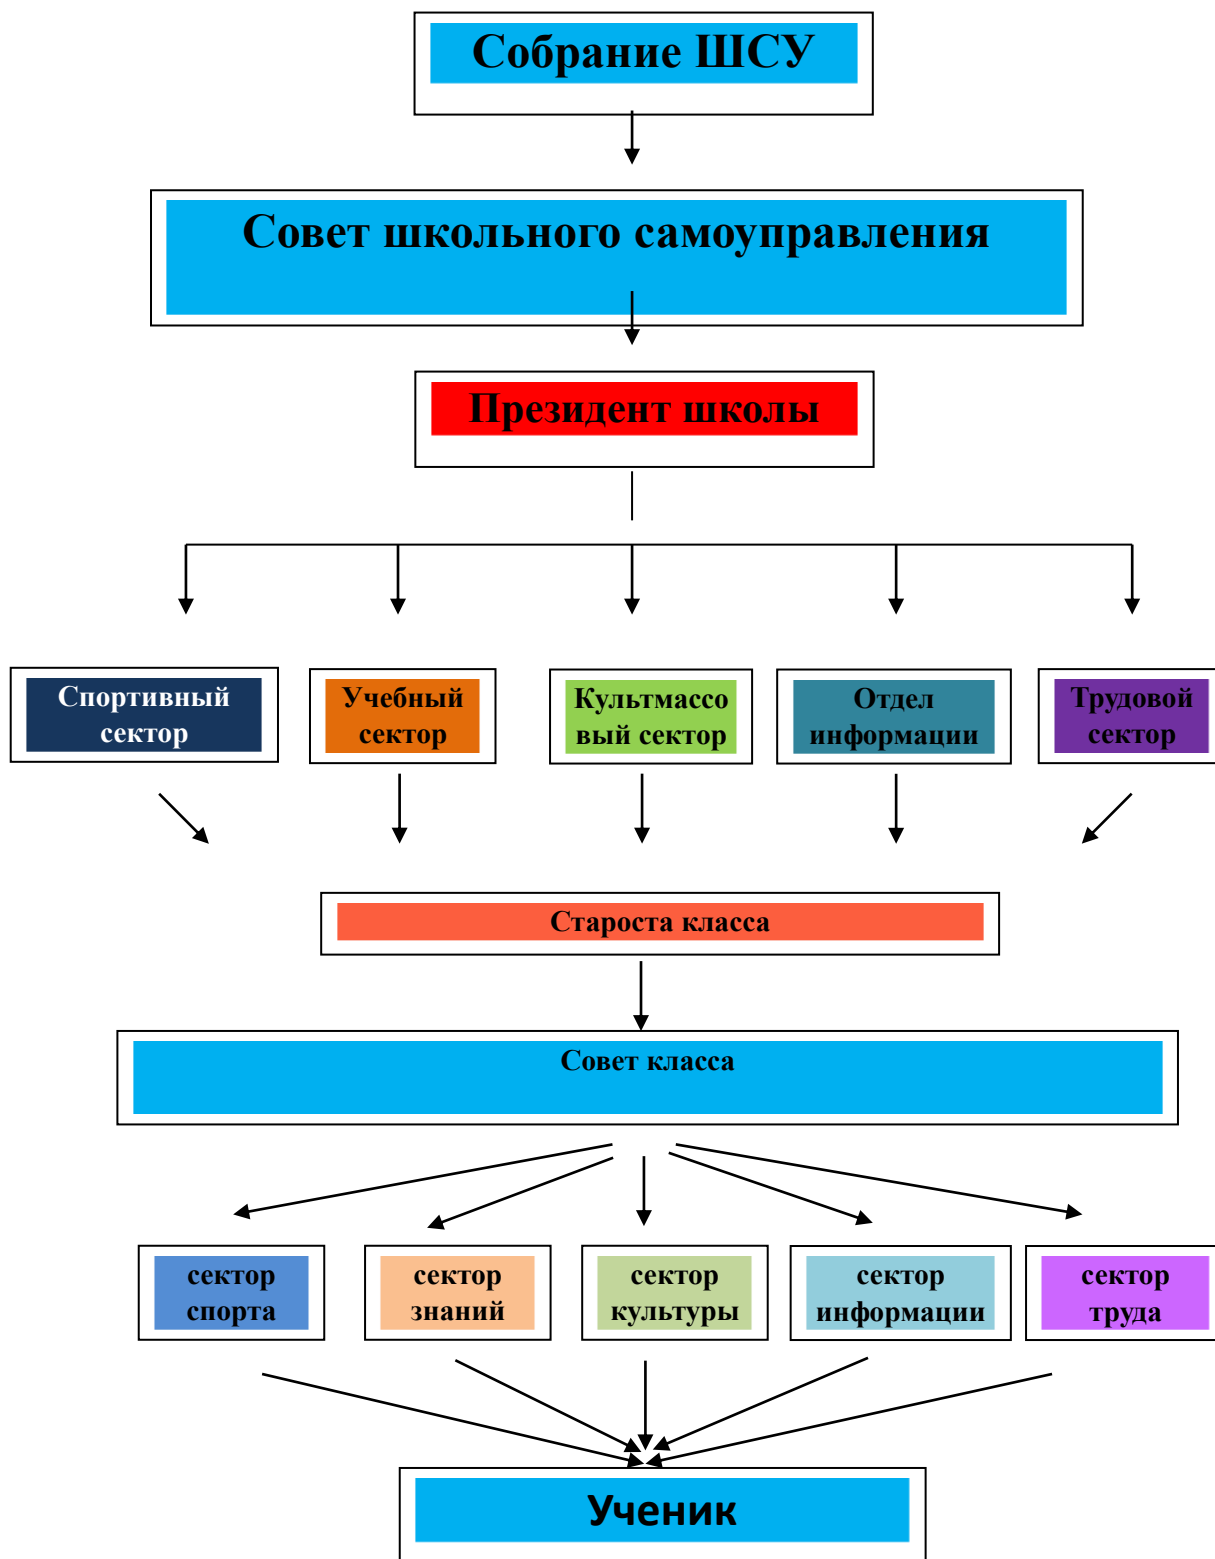 Собрание ШСУ
Совет школьного самоуправления
Президент школы
Спортивный
сектор
Учебный
сектор
Культмассо
вый сектор
Отдел
информации
Трудовой
сектор
Староста класса
Совет класса
сектор
спорта
сектор
знаний
сектор
культуры
сектор
информации
сектор
труда
Ученик